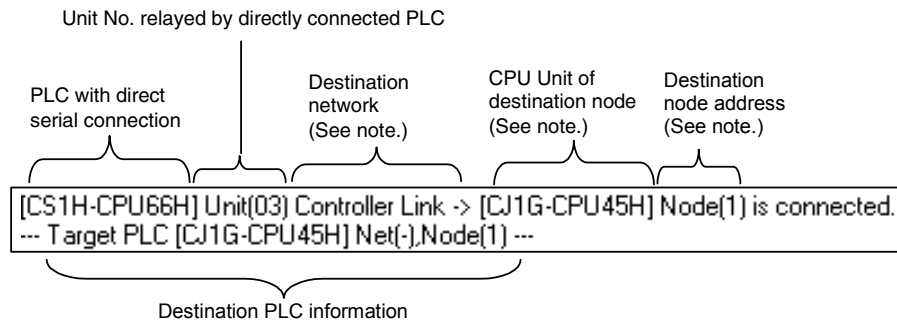 Unit No. relayed by directly connected PLC
PLC with direct
serial connection
Destination
network
(See note.)
CPU Unit of
destination node
(See note.)
Destination
node address
(See note.)
[CS1H-CPU66H] Unit(03) Controller Link -> [CJ1G-CPU45H] Node(1) is connected.
--- Target PLC [CJ1G-CPU45H] Net(-),Node(1) ---
Destination PLC information